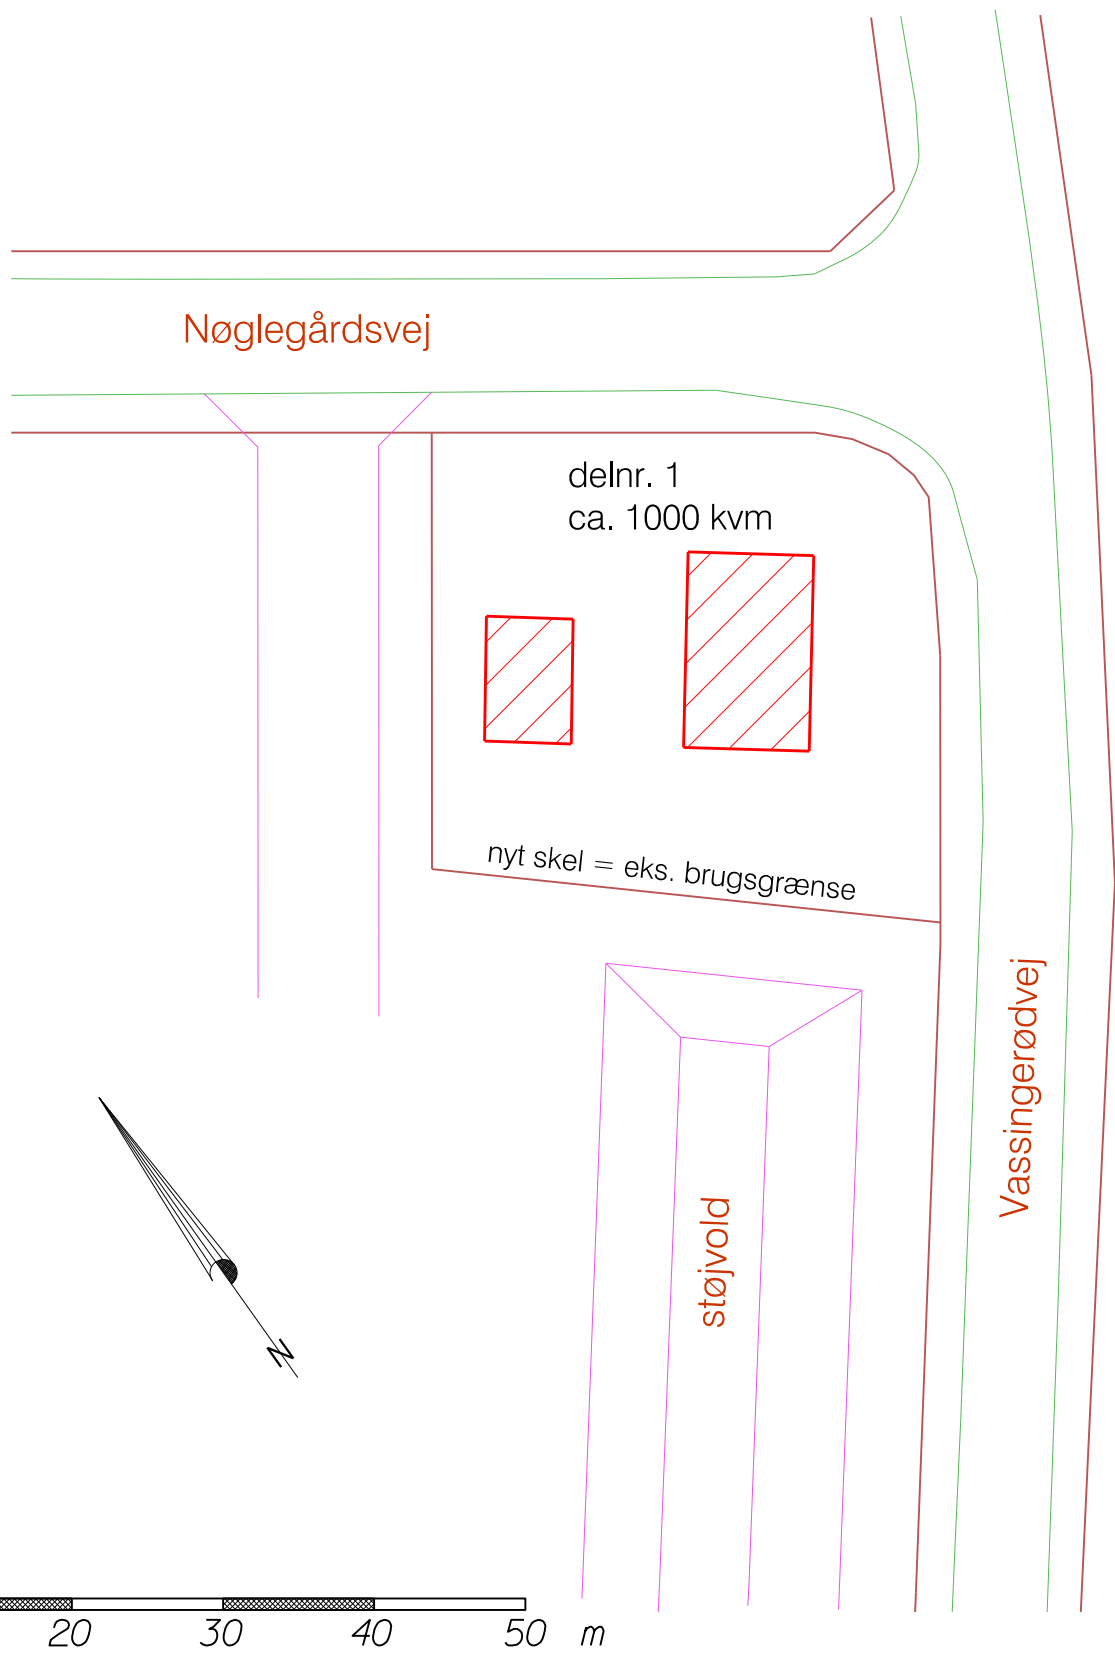 Nøglegårdsvej
delnr. 1
ca. 1000 kvm
nyt skel = eks. brugsgrænse
Vassingerødvej
støjvold
N
20 30 40 50 m